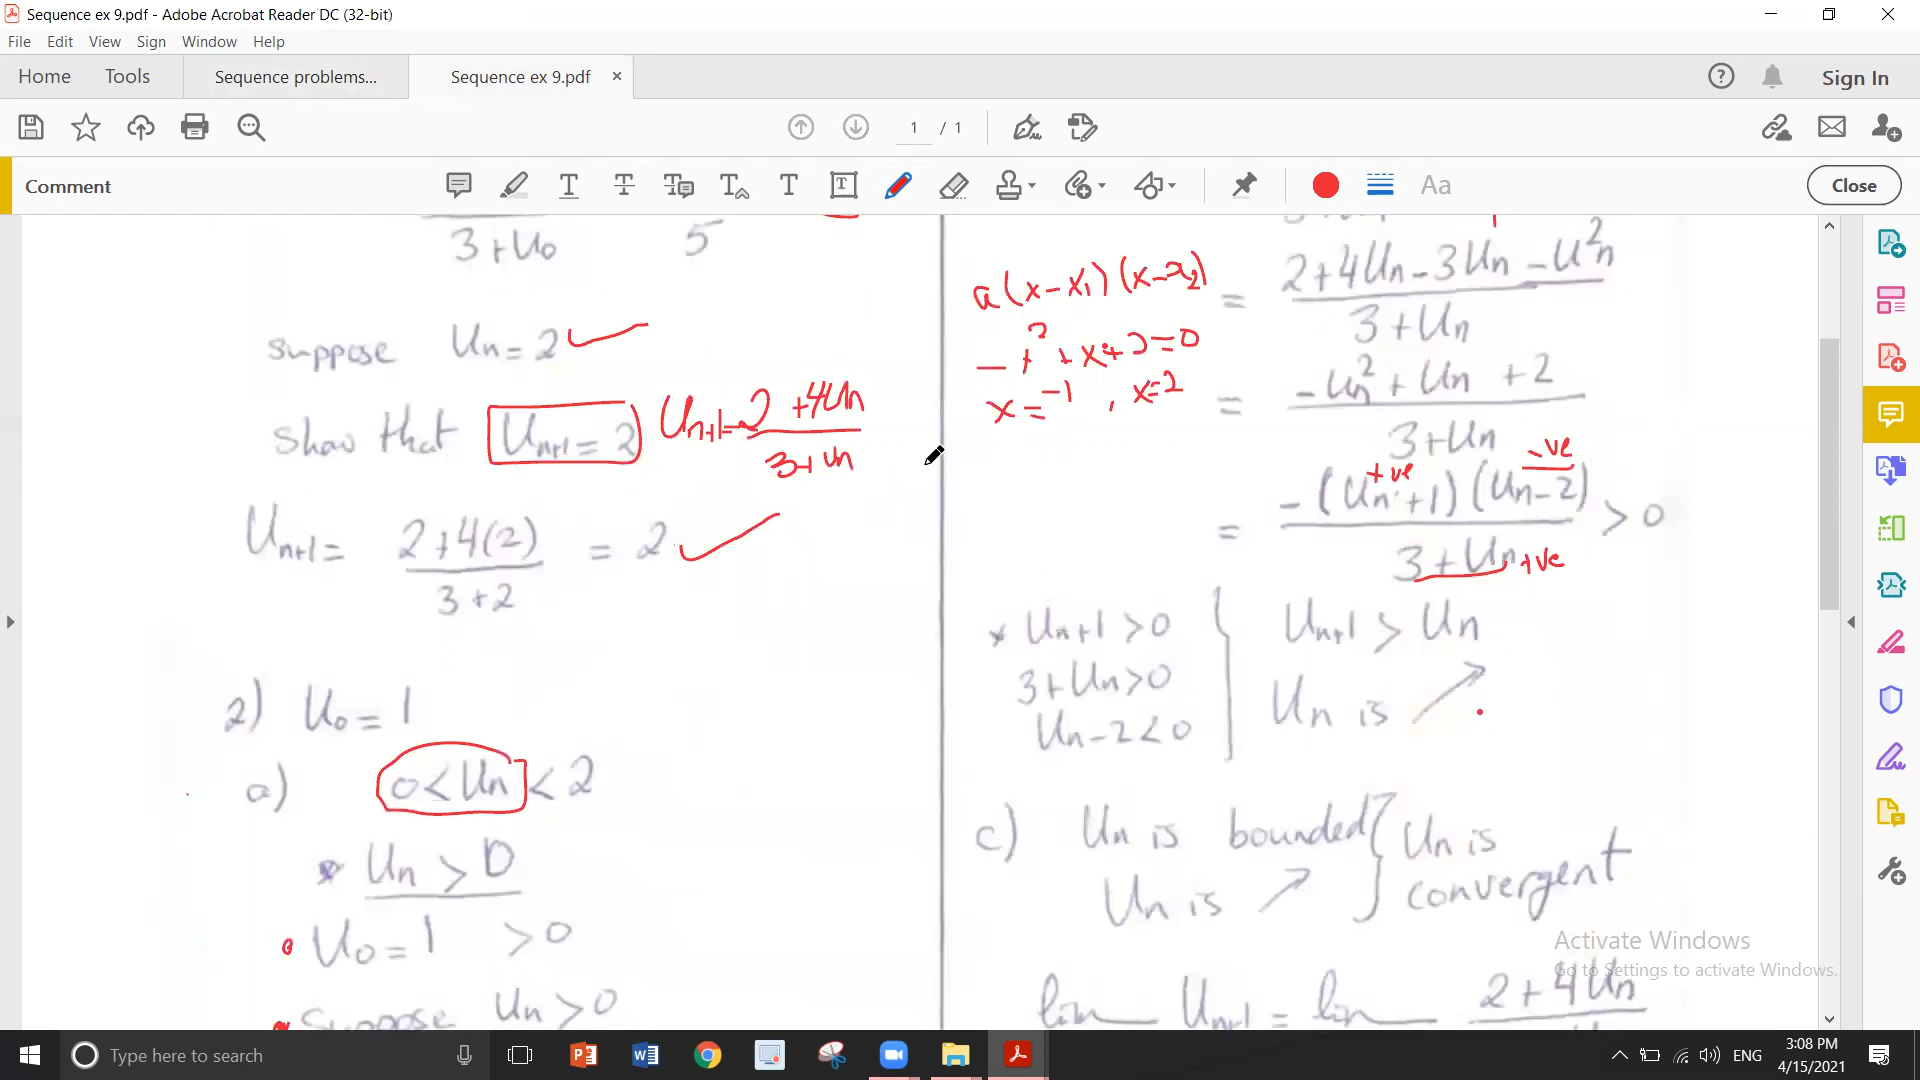 Sequence ex 9.pdf - Adobe Acrobat Reader DC (32-bit)
File Edit View Sign Window Help
Home Tools Sequence problems... Sequence ex 9.pdf × Sign In
1 / 1
Comment Aa Close
3+U₀ 5
suppose Un = 2
show that Un+1 = 2 Un+1 = 2+4Un / 3+Un
Un+1 = 2+4(2) / 3+2 = 2
2) U₀ = 1
a) 0 < Un < 2
* Un > 0
U₀ = 1 > 0
Suppose Un > 0
a(x-x₁)(x-x₂)
-x²+x+2=0
x=-1, x=2
= 2+4Un-3Un-U²n / 3+Un
= -Un²+Un+2 / 3+Un
+ve -ve
= -(Un+1)(Un-2) / 3+Un > 0
+ve
* Un+1 > 0
3+Un > 0
Un-2 < 0
Un+1 > Un
Un is ↗
c) Un is bounded
Un is ↗
Un is
convergent
lim Un+1 = lim 2+4Un
Activate Windows
Go to Settings to activate Windows.
Type here to search
ENG
3:08 PM
4/15/2021